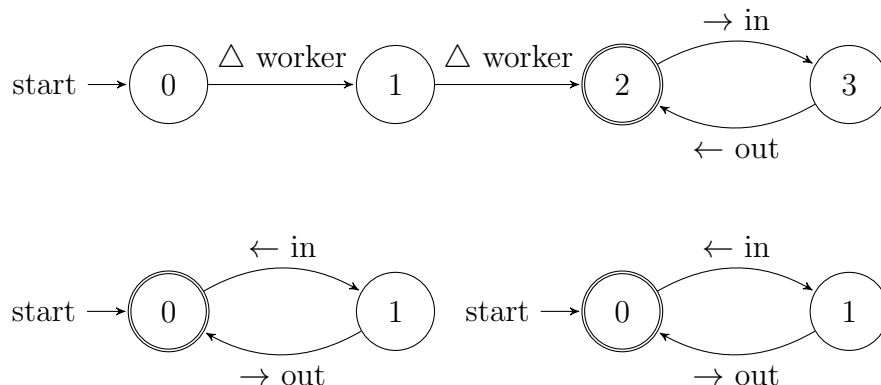 → in
△ worker
△ worker
start
0
1
2
3
← out
← in
← in
start
0
1
start
0
1
→ out
→ out